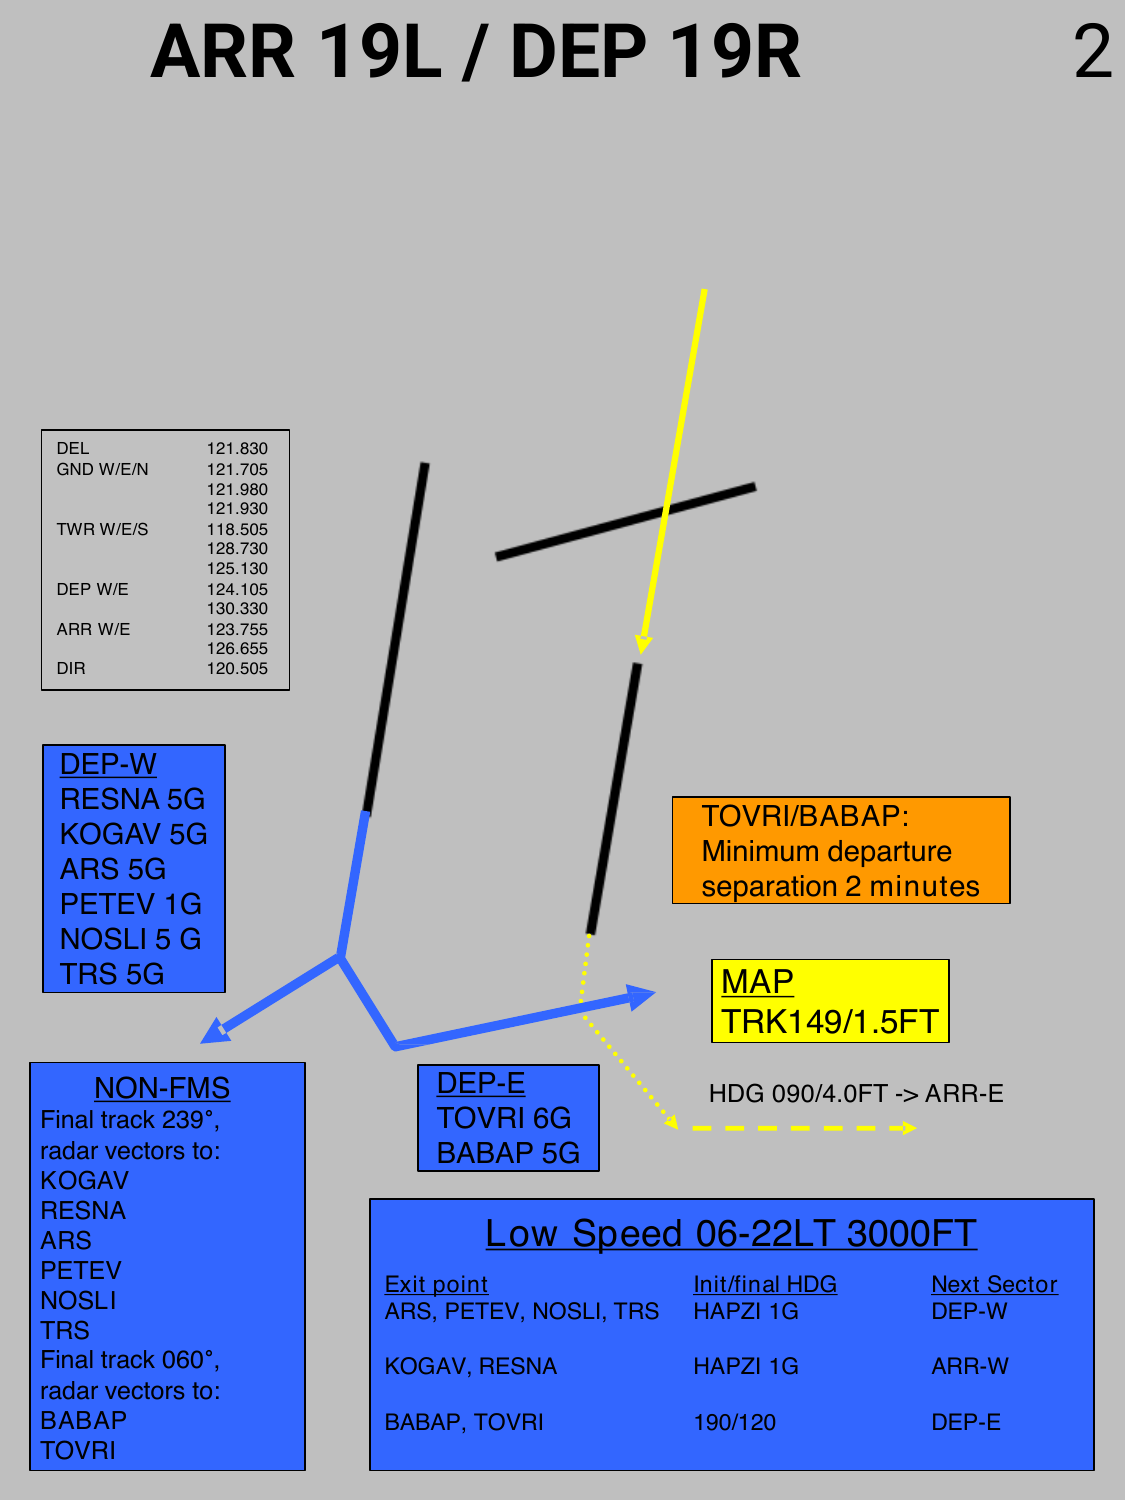 ARR 19L / DEP 19R 2
DEL 121.830
GND W/E/N 121.705
121.980
121.930
TWR W/E/S 118.505
128.730
125.130
DEP W/E 124.105
130.330
ARR W/E 123.755
126.655
DIR 120.505
DEP-W
RESNA 5G
KOGAV 5G
ARS 5G
PETEV 1G
NOSLI 5 G
TRS 5G
TOVRI/BABAP:
Minimum departure
separation 2 minutes
MAP
TRK149/1.5FT
HDG 090/4.0FT -> ARR-E
DEP-E
TOVRI 6G
BABAP 5G
NON-FMS
Final track 239°,
radar vectors to:
KOGAV
RESNA
ARS
PETEV
NOSLI
TRS
Final track 060°,
radar vectors to:
BABAP
TOVRI
Low Speed 06-22LT 3000FT
Exit point Init/final HDG Next Sector
ARS, PETEV, NOSLI, TRS HAPZI 1G DEP-W
KOGAV, RESNA HAPZI 1G ARR-W
BABAP, TOVRI 190/120 DEP-E